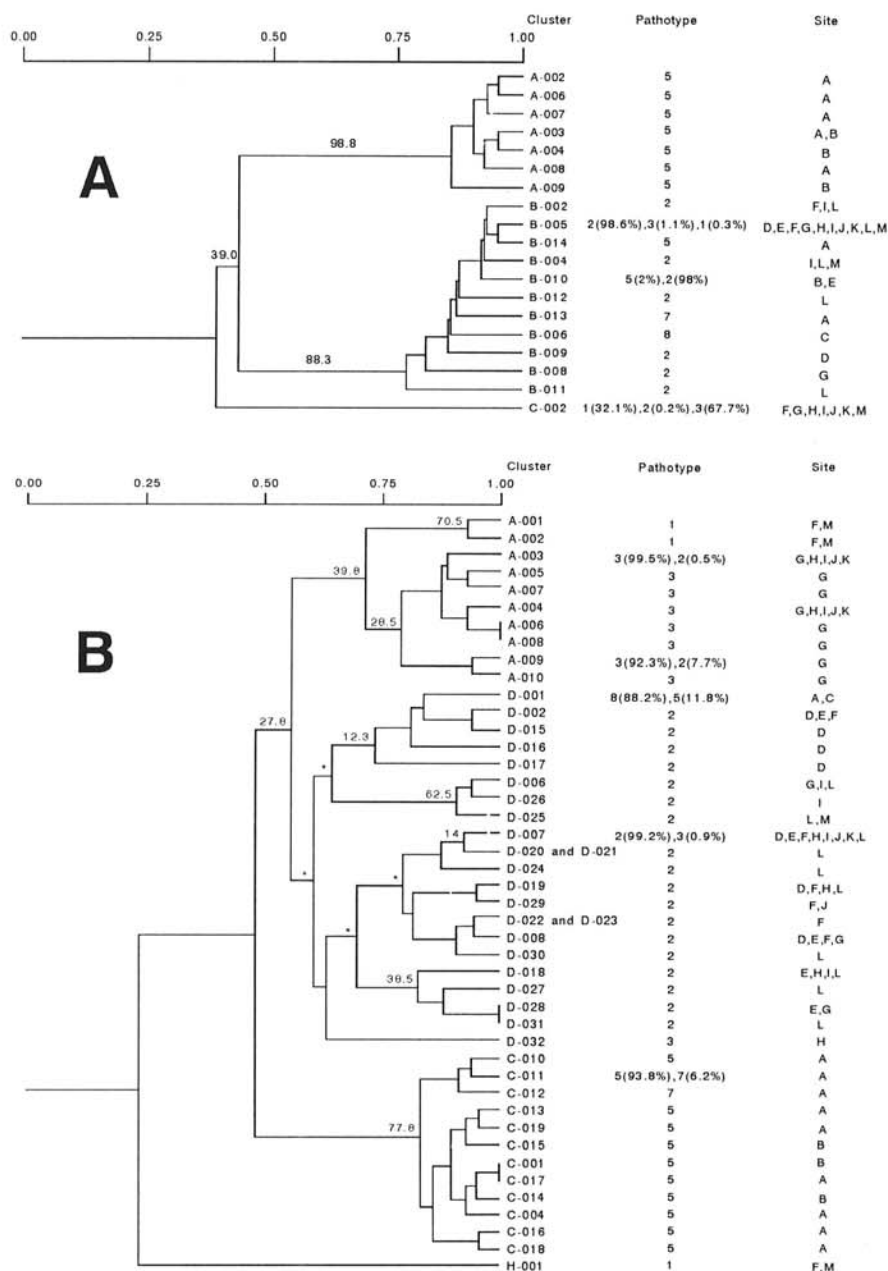 Cluster Pathotype Site
0.00 0.25 0.50 0.75 1.00
A
A-002 5 A
A-006 5 A
A-007 5 A
98.8
A-003 5 A,B
A-004 5 B
A-008 5 A
A-009 5 B
B-002 2 F,I,L
B-005 2(98.6%),3(1.1%),1(0.3%) D,E,F,G,H,I,J,K,L,M
B-014 5 A
39.0
B-004 2 I,L,M
B-010 5(2%),2(98%) B,E
B-012 2 L
B-013 7 A
B-006 8 C
B-009 2 D
88.3
B-008 2 G
B-011 2 L
C-002 1(32.1%),2(0.2%),3(67.7%) F,G,H,I,J,K,M
Cluster Pathotype Site
0.00 0.25 0.50 0.75 1.00
B
70.5
A-001 1 F,M
A-002 1 F,M
A-003 3(99.5%),2(0.5%) G,H,I,J,K
39.8
A-005 3 G
A-007 3 G
A-004 3 G,H,I,J,K
28.5
A-006 3 G
A-008 3 G
A-009 3(92.3%),2(7.7%) G
A-010 3 G
D-001 8(88.2%),5(11.8%) A,C
27.8
D-002 2 D,E,F
D-015 2 D
12.3
D-016 2 D
D-017 2 D
*
D-006 2 G,I,L
62.5
D-026 2 I
D-025 2 L,M
14
D-007 2(99.2%),3(0.9%) D,E,F,H,I,J,K,L
D-020 and D-021 2 L
D-024 2 L
* *
D-019 2 D,F,H,L
D-029 2 F,J
D-022 and D-023 2 F
*
D-008 2 D,E,F,G
D-030 2 L
D-018 2 E,H,I,L
38.5
D-027 2 L
D-028 2 E,G
D-031 2 L
D-032 3 H
C-010 5 A
C-011 5(93.8%),7(6.2%) A
C-012 7 A
C-013 5 A
77.8
C-019 5 A
C-015 5 B
C-001 5 B
C-017 5 A
C-014 5 B
C-004 5 A
C-016 5 A
C-018 5 A
H-001 1 F,M